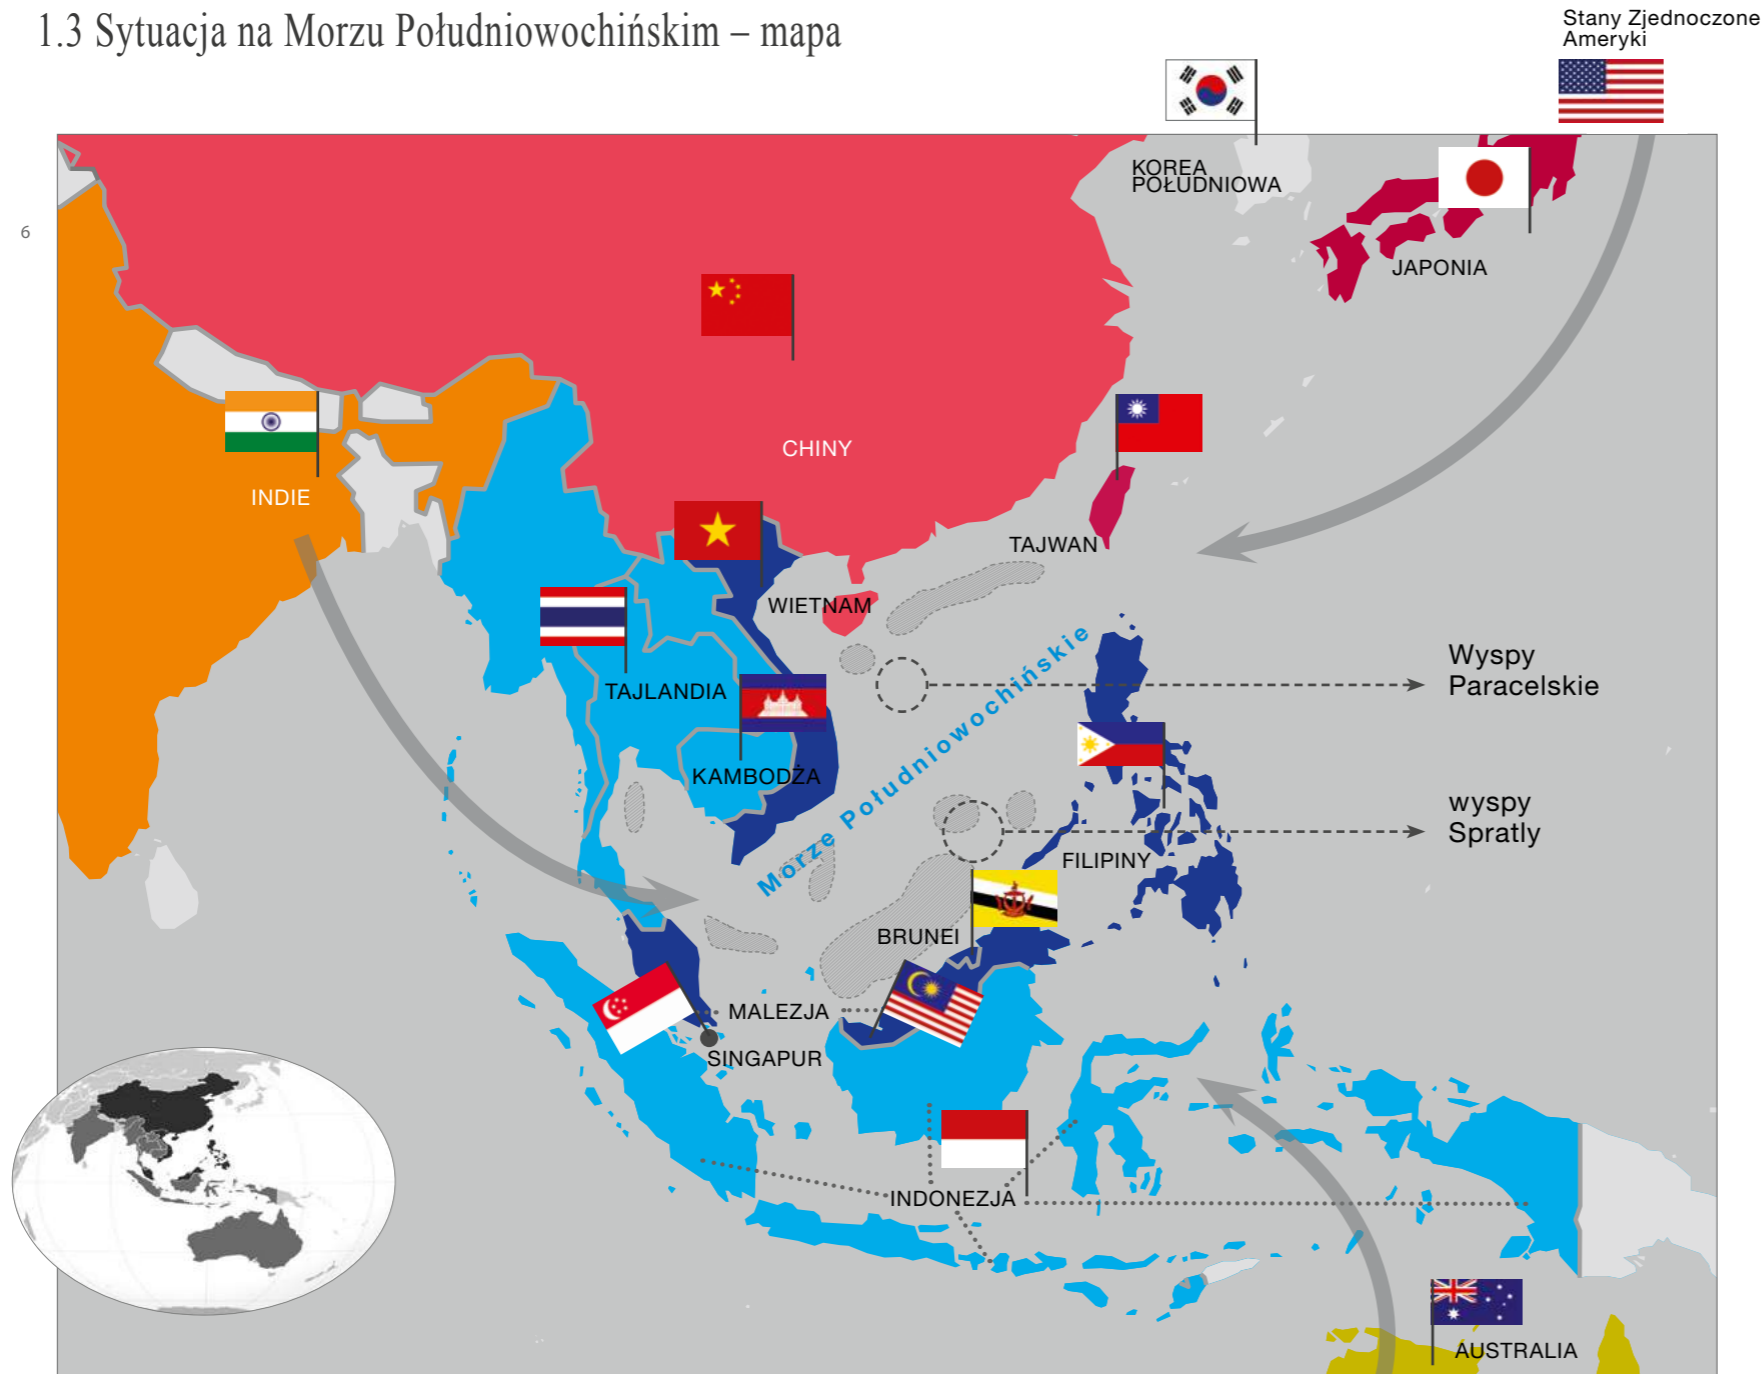 1.3 Sytuacja na Morzu Południowochińskim – mapa
Stany Zjednoczone
Ameryki
KOREA
POŁUDNIOWA
6
JAPONIA
CHINY
INDIE
TAJWAN
WIETNAM
Morze Południowochińskie
Wyspy
Paracelskie
TAJLANDIA
KAMBODŻA
wyspy
Spratly
FILIPINY
BRUNEI
MALEZJA
SINGAPUR
INDONEZJA
AUSTRALIA